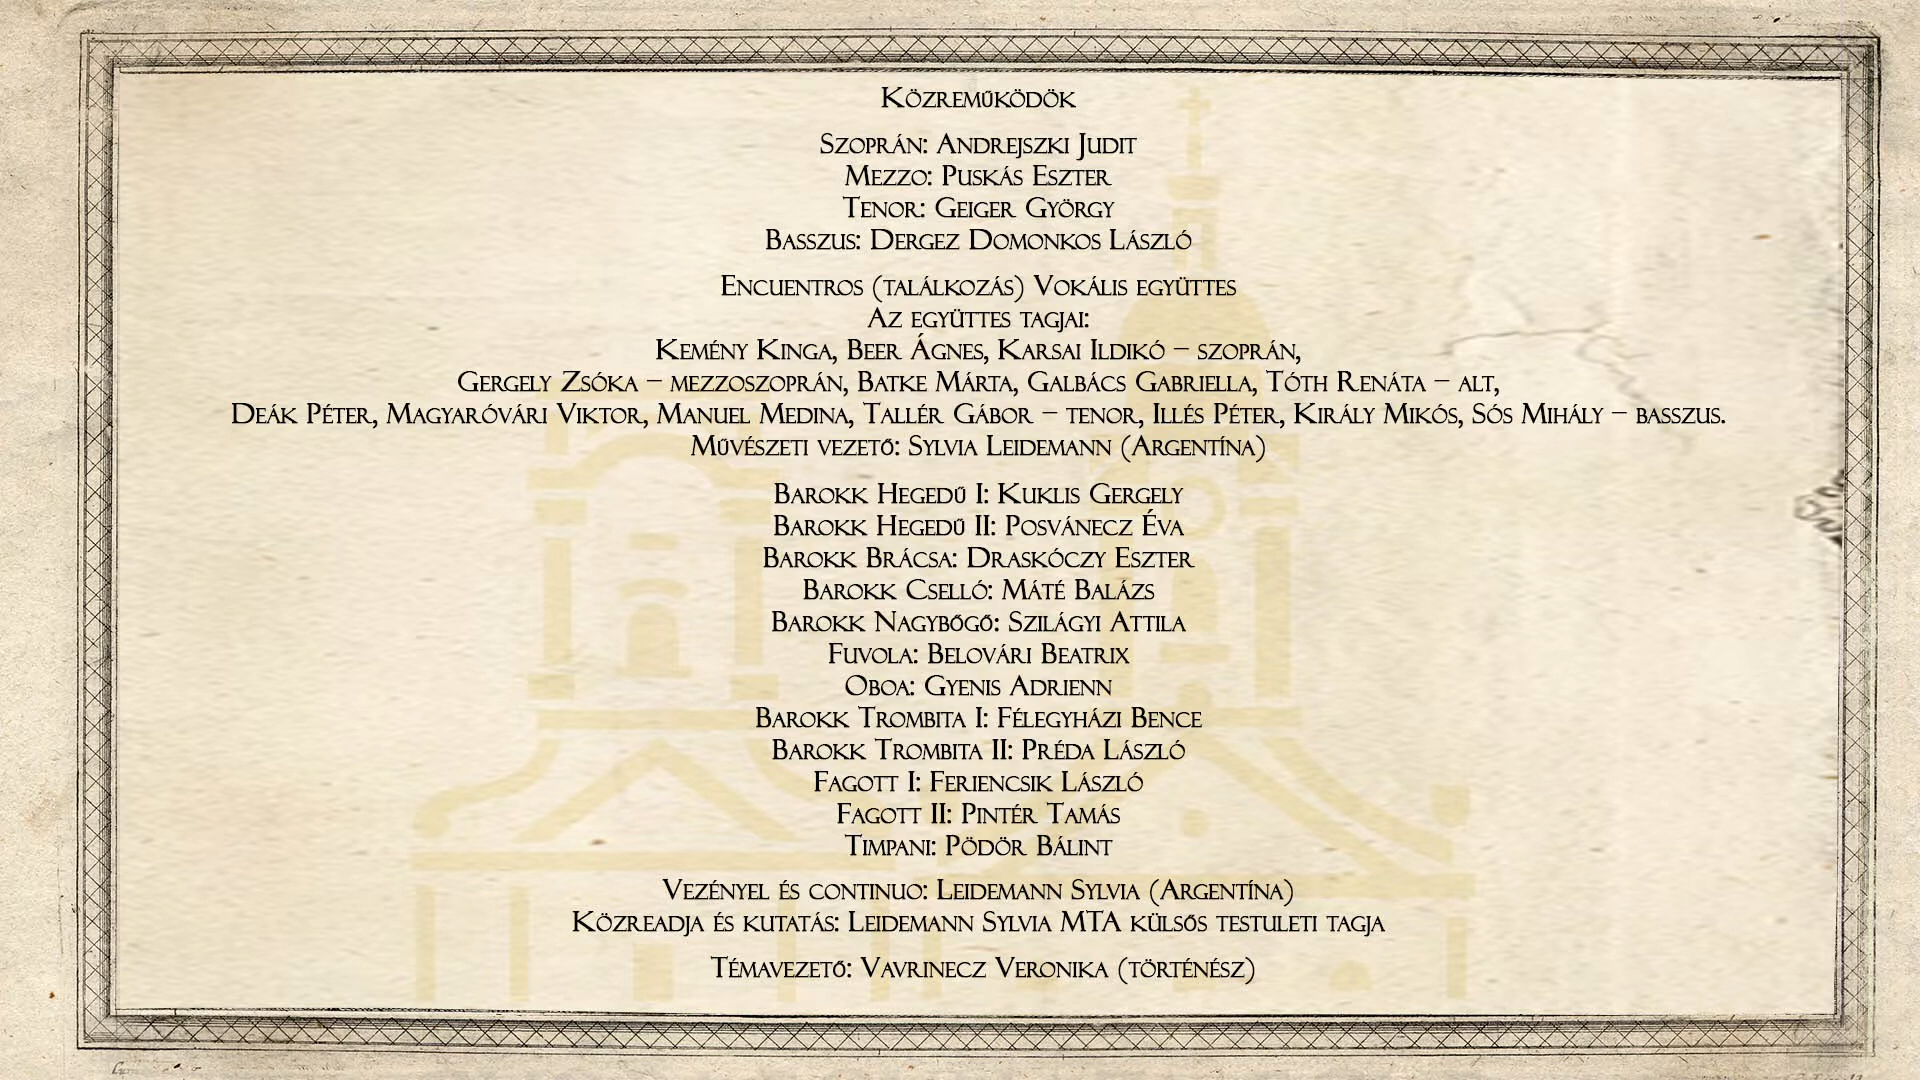 Közreműködök
Szoprán: Andrejszki Judit
Mezzo: Puskás Eszter
Tenor: Geiger György
Basszus: Dergez Domonkos László
Encuentros (találkozás) Vokális együttes
Az együttes tagjai:
Kemény Kinga, Beer Ágnes, Karsai Ildikó – szoprán,
Gergely Zsóka – mezzoszoprán, Batke Márta, Galbács Gabriella, Tóth Renáta – alt,
Deák Péter, Magyaróvári Viktor, Manuel Medina, Tallér Gábor – tenor, Illés Péter, Király Mikós, Sós Mihály – basszus.
Művészeti vezető: Sylvia Leidemann (Argentína)
Barokk Hegedű I: Kuklis Gergely
Barokk Hegedű II: Posvánecz Éva
Barokk Brácsa: Draskóczy Eszter
Barokk Cselló: Máté Balázs
Barokk Nagybőgő: Szilágyi Attila
Fuvola: Belovári Beatrix
Oboa: Gyenis Adrienn
Barokk Trombita I: Félegyházi Bence
Barokk Trombita II: Préda László
Fagott I: Feriencsik László
Fagott II: Pintér Tamás
Timpani: Pödör Bálint
Vezényel és continuo: Leidemann Sylvia (Argentína)
Közreadja és kutatás: Leidemann Sylvia MTA külsős testuleti tagja
Témavezető: Vavrinecz Veronika (történész)